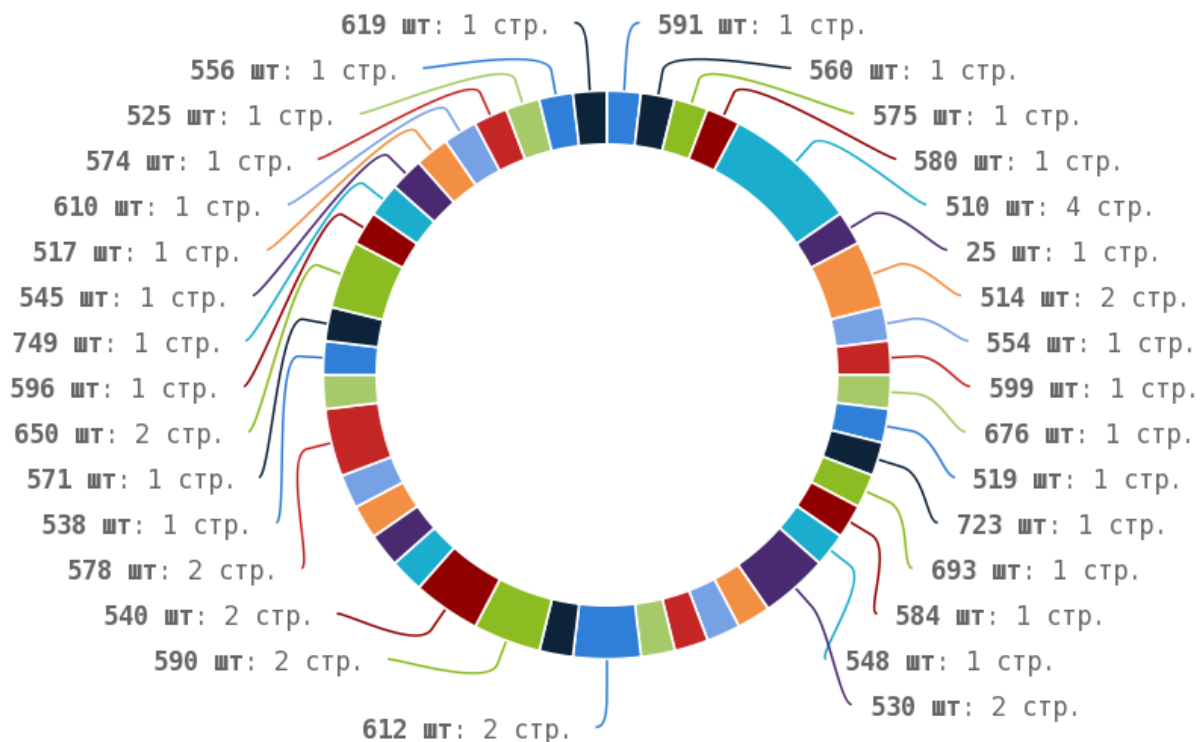 619 шт: 1 стр.
591 шт: 1 стр.
556 шт: 1 стр.
560 шт: 1 стр.
525 шт: 1 стр.
575 шт: 1 стр.
574 шт: 1 стр.
580 шт: 1 стр.
610 шт: 1 стр.
510 шт: 4 стр.
517 шт: 1 стр.
25 шт: 1 стр.
545 шт: 1 стр.
514 шт: 2 стр.
749 шт: 1 стр.
554 шт: 1 стр.
596 шт: 1 стр.
599 шт: 1 стр.
650 шт: 2 стр.
676 шт: 1 стр.
571 шт: 1 стр.
519 шт: 1 стр.
538 шт: 1 стр.
723 шт: 1 стр.
578 шт: 2 стр.
693 шт: 1 стр.
540 шт: 2 стр.
584 шт: 1 стр.
590 шт: 2 стр.
548 шт: 1 стр.
530 шт: 2 стр.
612 шт: 2 стр.